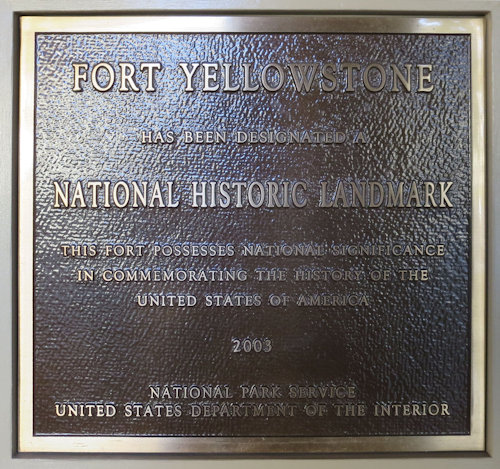 FORT YELLOWSTONE
HAS BEEN DESIGNATED A
NATIONAL HISTORIC LANDMARK
THIS FORT POSSESSES NATIONAL SIGNIFICANCE
IN COMMEMORATING THE HISTORY OF THE
UNITED STATES OF AMERICA
2003
NATIONAL PARK SERVICE
UNITED STATES DEPARTMENT OF THE INTERIOR